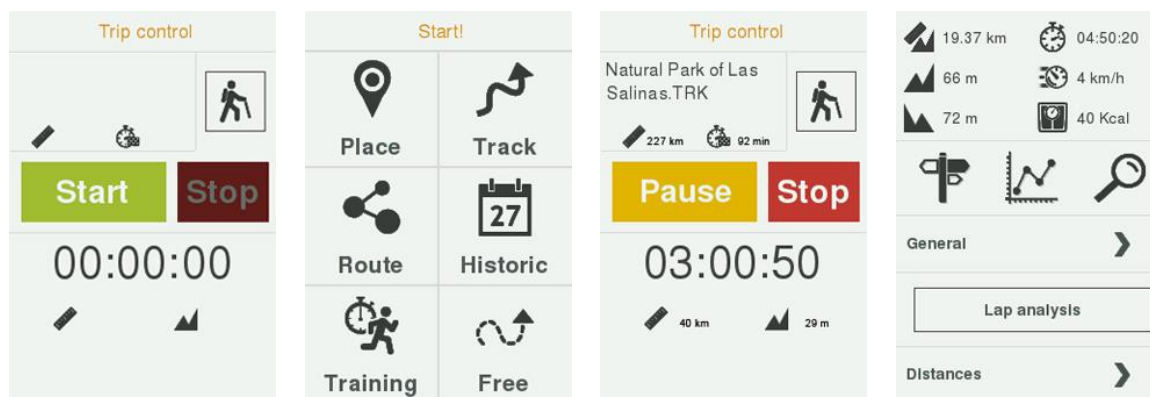 Trip control
Start Stop
00:00:00
Start!
Place Track
27
Route Historic
Training Free
Trip control
Natural Park of Las
Salinas.TRK
227 km 92 min
Pause Stop
03:00:50
40 km 29 m
19.37 km 04:50:20
66 m 4 km/h
72 m 40 Kcal
General
Lap analysis
Distances